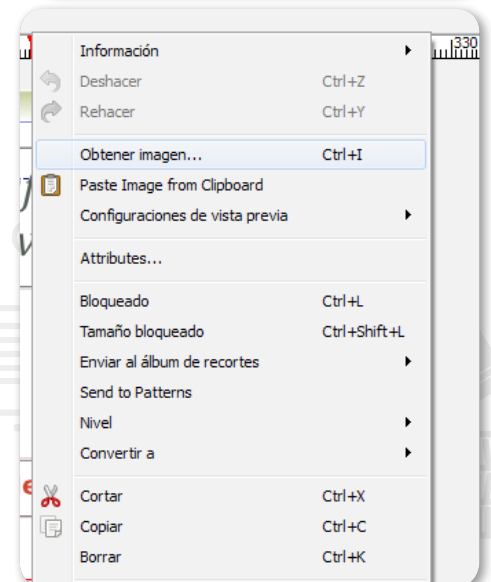 330
Información
Deshacer Ctrl+Z
Rehacer Ctrl+Y
Obtener imagen... Ctrl+I
Paste Image from Clipboard
Configuraciones de vista previa
Attributes...
Bloqueado Ctrl+L
Tamaño bloqueado Ctrl+Shift+L
Enviar al álbum de recortes
Send to Patterns
Nivel
Convertir a
Cortar Ctrl+X
Copiar Ctrl+C
Borrar Ctrl+K